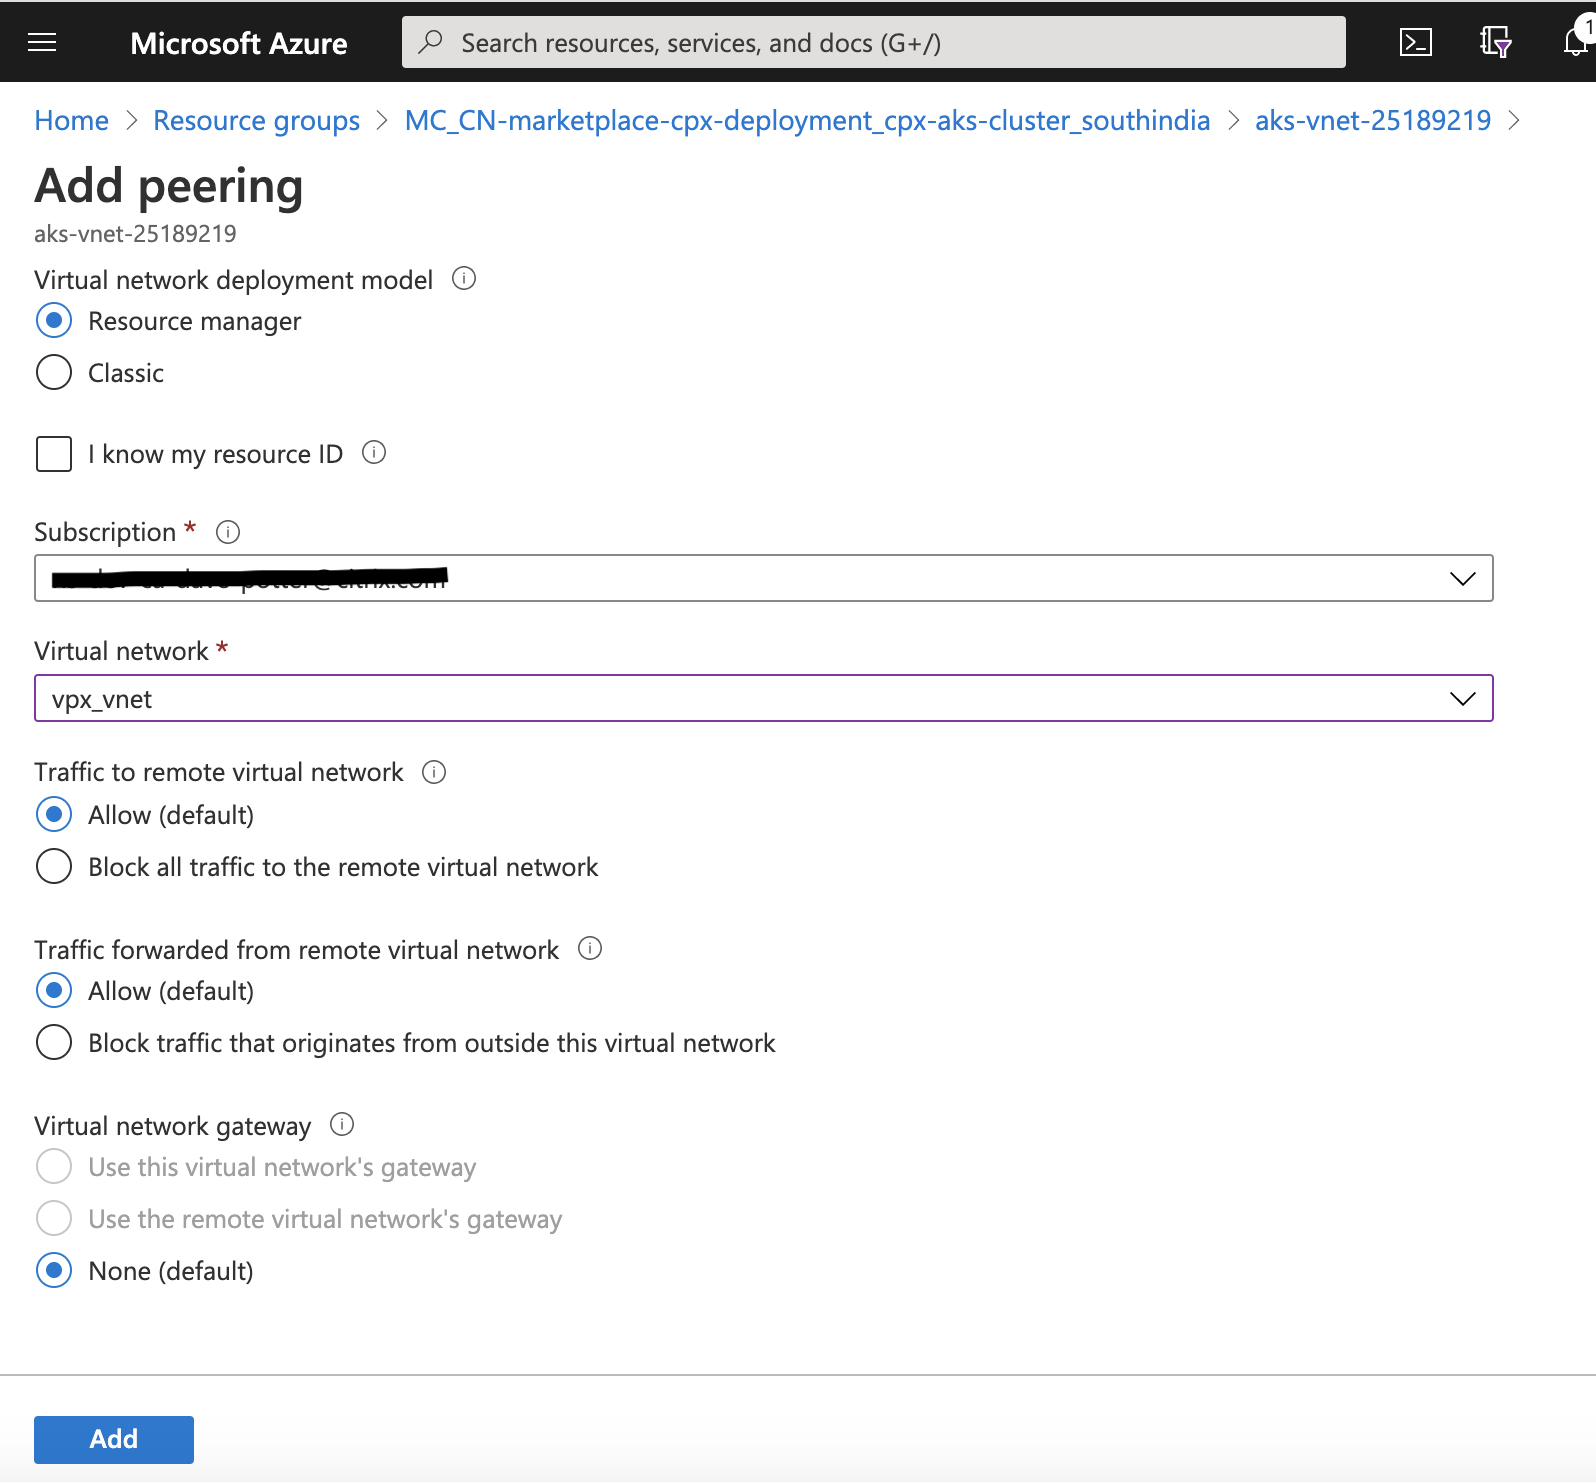 Microsoft Azure
Search resources, services, and docs (G+/)
1
Home > Resource groups > MC_CN-marketplace-cpx-deployment_cpx-aks-cluster_southindia > aks-vnet-25189219 >
Add peering
aks-vnet-25189219
Virtual network deployment model
Resource manager
Classic
I know my resource ID
Subscription *
Virtual network *
vpx_vnet
Traffic to remote virtual network
Allow (default)
Block all traffic to the remote virtual network
Traffic forwarded from remote virtual network
Allow (default)
Block traffic that originates from outside this virtual network
Virtual network gateway
Use this virtual network's gateway
Use the remote virtual network's gateway
None (default)
Add